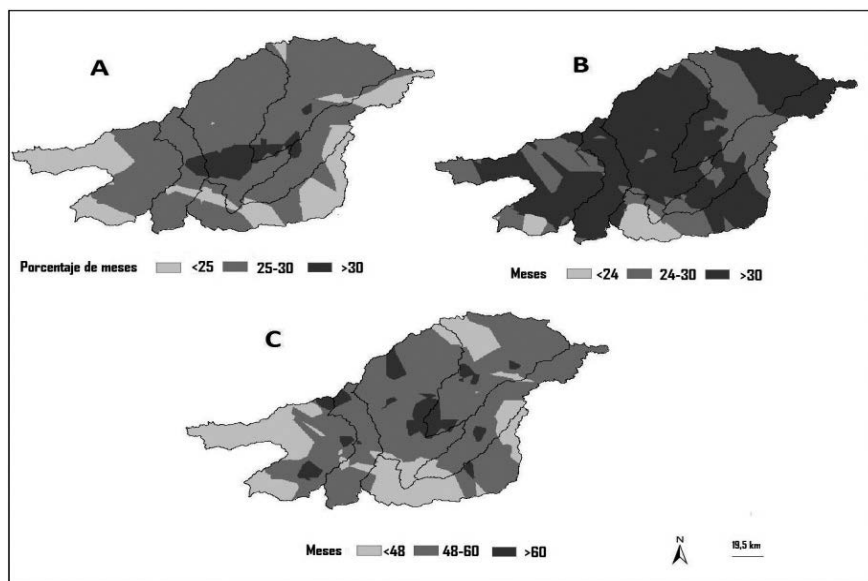 A
B
Porcentaje de meses <25 25-30 >30
Meses <24 24-30 >30
C
Meses <48 48-60 >60
N
19,5 km